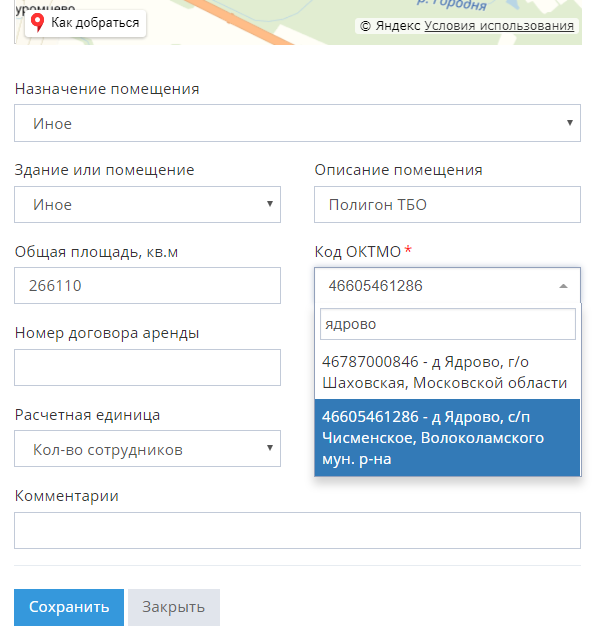 уромцево
р. Городня
Как добраться
© Яндекс Условия использования
Назначение помещения
Иное
Здание или помещение
Описание помещения
Иное
Полигон ТБО
Общая площадь, кв.м
Код ОКТМО *
266110
46605461286
ядрово
Номер договора аренды
46787000846 - д Ядрово, г/о
Шаховская, Московской области
46605461286 - д Ядрово, с/п
Чисменское, Волоколамского
мун. р-на
Расчетная единица
Кол-во сотрудников
Комментарии
Сохранить
Закрыть